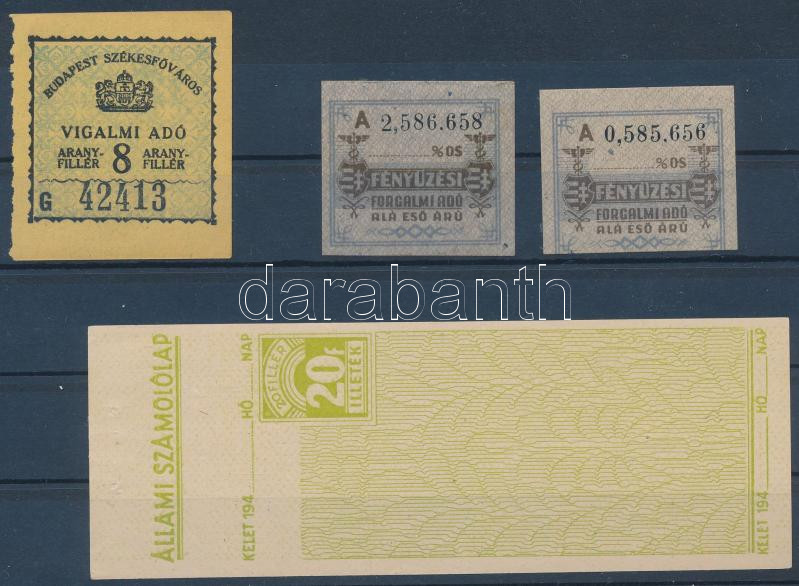 BUDAPEST SZÉKESFŐVÁROS
VIGALMI ADÓ
ARANY- 8 ARANY-
FILLÉR FILLÉR
G 42413
A 2,586.658
%OS
FÉNYŰZÉSI
FORGALMI ADÓ
ALÁ ESŐ ÁRÚ
A 0,585.656
%OS
FÉNYŰZÉSI
FORGALMI ADÓ
ALÁ ESŐ ÁRÚ
darabanth
ÁLLAMI SZÁMOLÓLAP
KELET 194 HÓ NAP
20 FILLÉR
20f
ILLETÉK
KELET 194 HÓ NAP